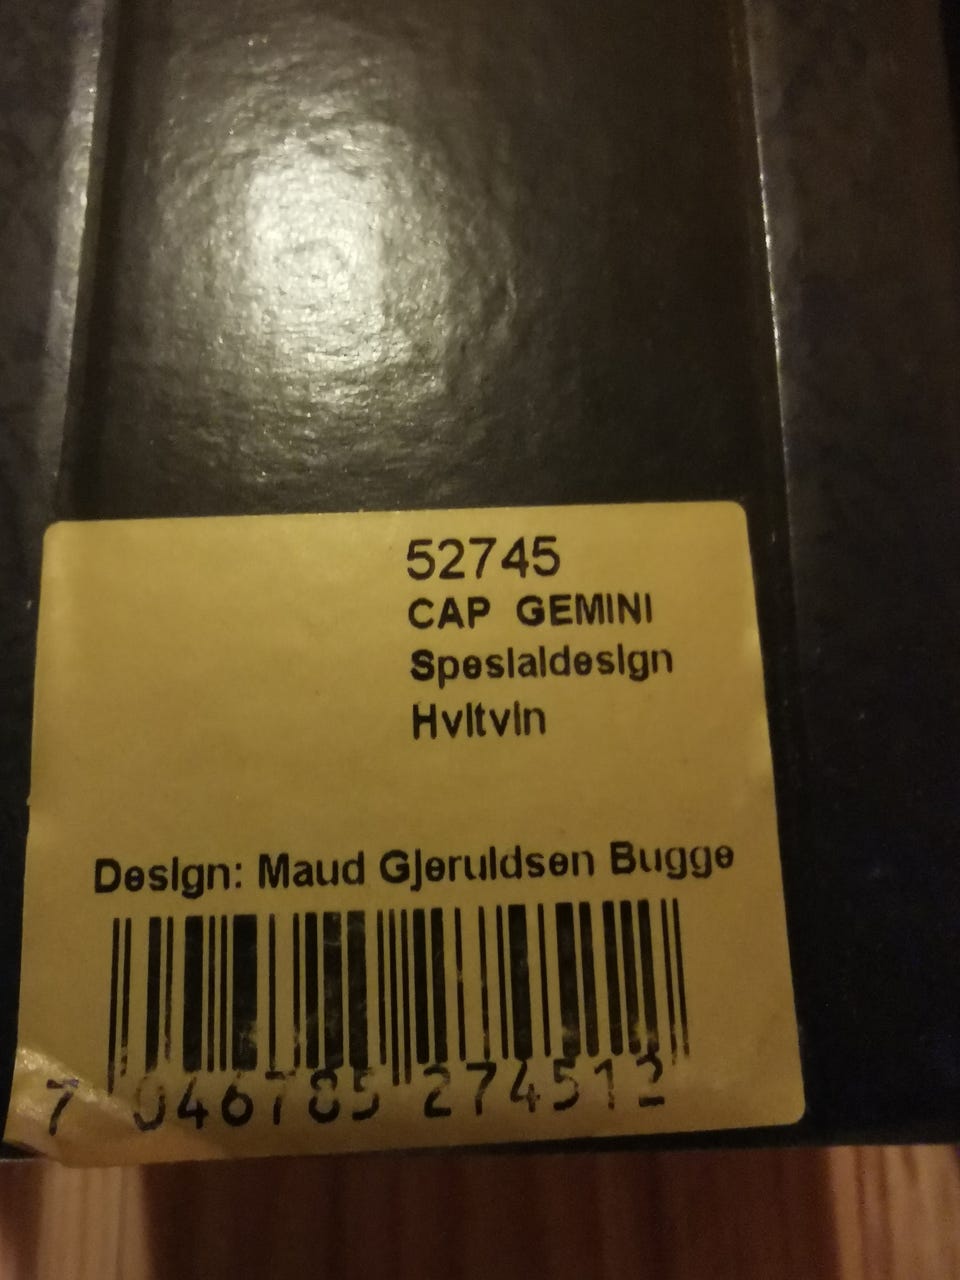 52745
CAP GEMINI
Spesialdesign
Hvitvin
Design: Maud Gjeruldsen Bugge
7 046785 274512